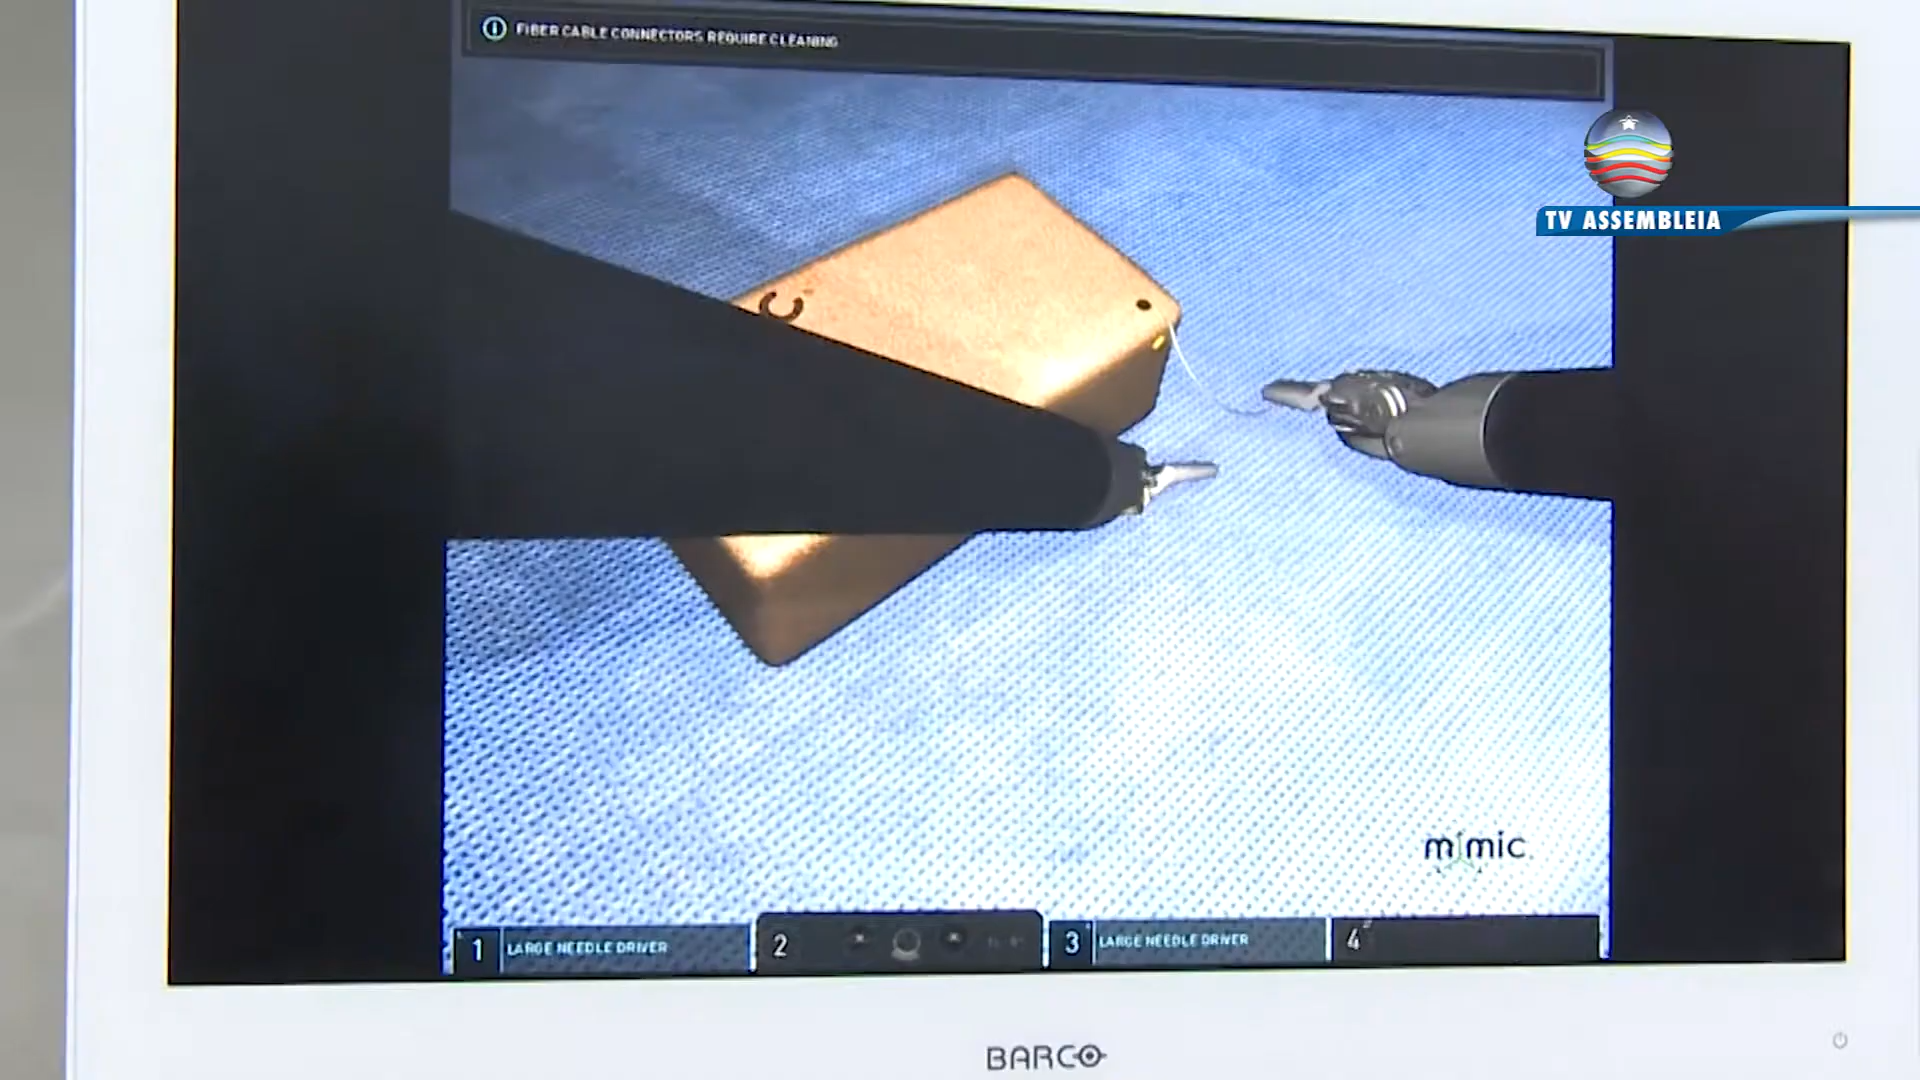 FIBER CABLE CONNECTORS REQUIRE CLEANING
TV ASSEMBLEIA
C
mimic
1 LARGE NEEDLE DRIVER
2
3 LARGE NEEDLE DRIVER
4
BARCO